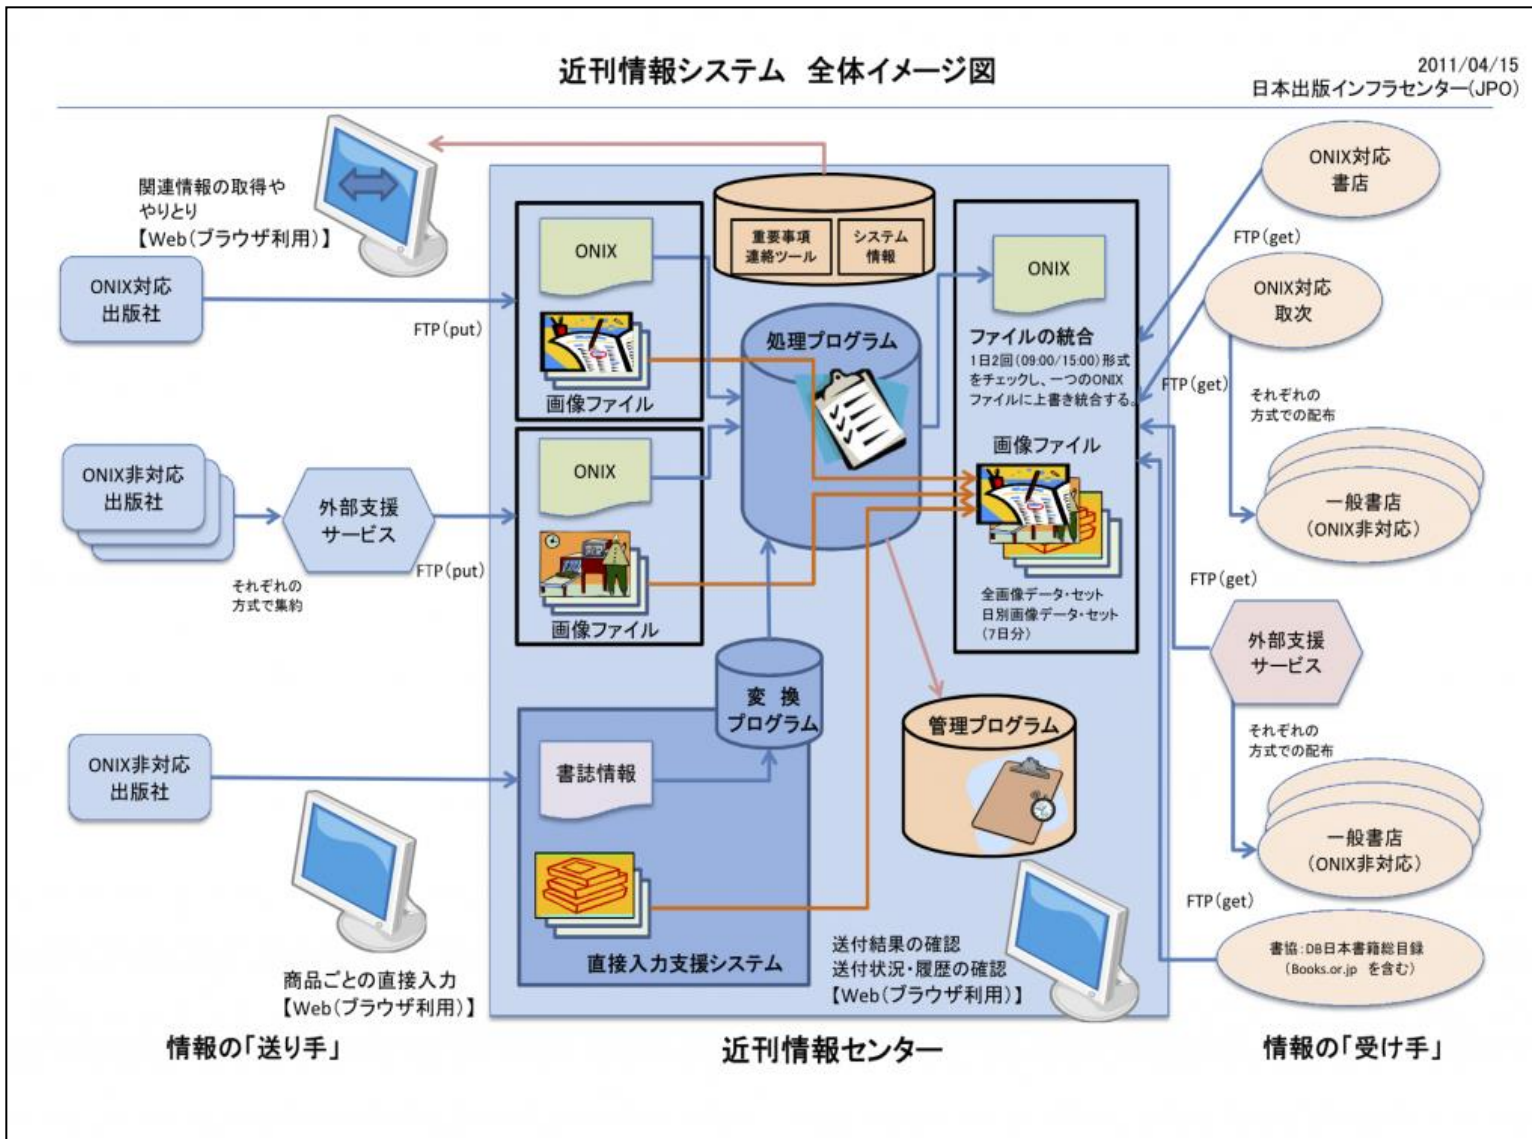 近刊情報システム 全体イメージ図
2011/04/15
日本出版インフラセンター(JPO)
関連情報の取得や
やりとり
【Web(ブラウザ利用)】
ONIX対応
出版社
FTP(put)
ONIX非対応
出版社
それぞれの
方式で集約
外部支援
サービス
FTP(put)
ONIX非対応
出版社
商品ごとの直接入力
【Web(ブラウザ利用)】
情報の「送り手」
ONIX
画像ファイル
ONIX
画像ファイル
重要事項
連絡ツール
システム
情報
処理プログラム
変 換
プログラム
書誌情報
直接入力支援システム
ONIX
ファイルの統合
1日2回(09:00/15:00)形式
をチェックし、一つのONIX
ファイルに上書き統合する。
画像ファイル
全画像データ・セット
日別画像データ・セット
(7日分)
管理プログラム
送付結果の確認
送付状況・履歴の確認
【Web(ブラウザ利用)】
近刊情報センター
ONIX対応
書店
FTP(get)
ONIX対応
取次
FTP(get)
それぞれの
方式での配布
一般書店
(ONIX非対応)
FTP(get)
外部支援
サービス
それぞれの
方式での配布
一般書店
(ONIX非対応)
FTP(get)
書協:DB日本書籍総目録
(Books.or.jp を含む)
情報の「受け手」